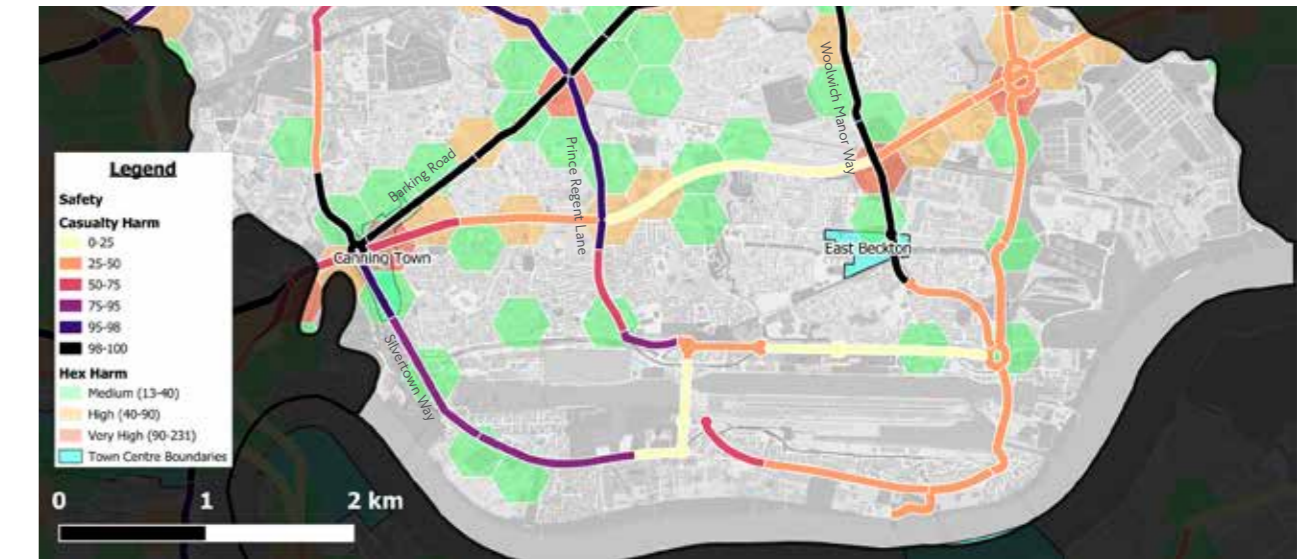 Woolwich Manor Way
Prince Regent Lane
Barking Road
Legend
Safety
Casualty Harm
0-25
25-50
50-75
75-95
95-98
98-100
Hex Harm
Medium (13-40)
High (40-90)
Very High (90-231)
Town Centre Boundaries
Canning Town
East Beckton
Silvertown Way
0 1 2 km